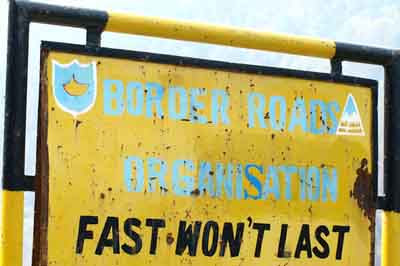 BORDER ROADS
ORGANISATION
FAST WON'T LAST